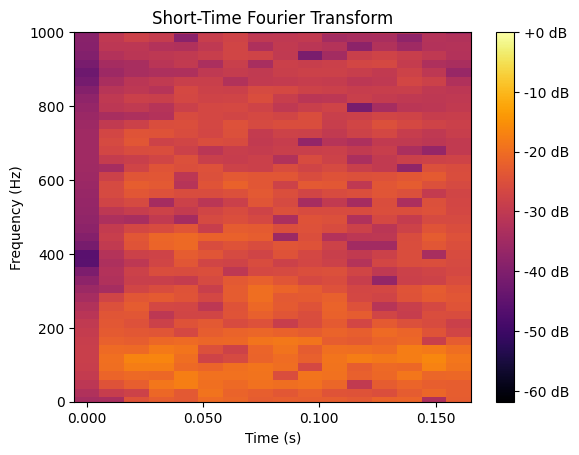 Short-Time Fourier Transform
1000
800
600
400
200
0
Frequency (Hz)
0.000
0.050
0.100
0.150
Time (s)
+0 dB
-10 dB
-20 dB
-30 dB
-40 dB
-50 dB
-60 dB